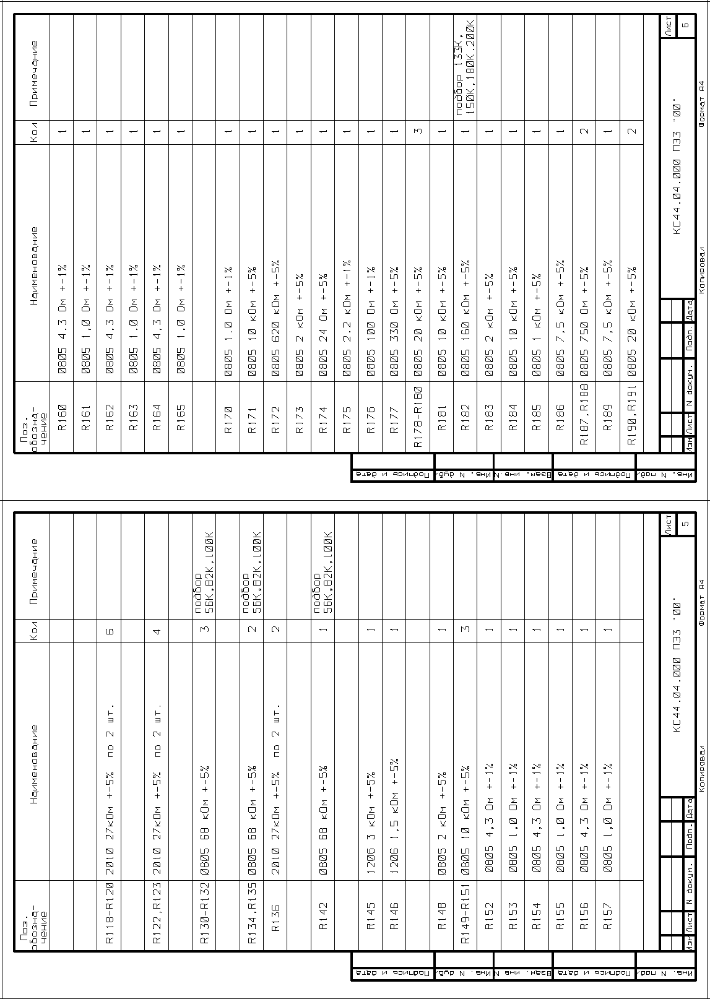 Поз. обозна-чение Наименование Кол Примечание
R118-R120 2010 27кОм +-5% по 2 шт. 6
R122,R123 2010 27кОм +-5% по 2 шт. 4
R130-R132 0805 68 кОм +-5% 3 подбор
56К,82К,100К
R134,R135 0805 68 кОм +-5% 2 подбор
56К,82К,100К
R136 2010 27кОм +-5% по 2 шт. 2
R142 0805 68 кОм +-5% 1 подбор
56К,82К,100К
R145 1206 3 кОм +-5% 1
R146 1206 1,5 кОм +-5% 1
R148 0805 2 кОм +-5% 1
R149-R151 0805 10 кОм +-5% 3
R152 0805 4,3 Ом +-1% 1
R153 0805 1,0 Ом +-1% 1
R154 0805 4,3 Ом +-1% 1
R155 0805 1,0 Ом +-1% 1
R156 0805 4,3 Ом +-1% 1
R157 0805 1,0 Ом +-1% 1
КС44.04.000 ПЭ3 "00"
Лист
5
Изм Лист N докум. Подп. Дата
Копировал Формат А4
Подпись и дата
Инв. N дубл.
Взам. инв N
Подпись и дата
Инв. N подл.
Поз. обозна-чение Наименование Кол Примечание
R160 0805 4,3 Ом +-1% 1
R161 0805 1,0 Ом +-1% 1
R162 0805 4,3 Ом +-1% 1
R163 0805 1,0 Ом +-1% 1
R164 0805 4,3 Ом +-1% 1
R165 0805 1,0 Ом +-1% 1
R170 0805 1.0 Ом +-1% 1
R171 0805 10 кОм +-5% 1
R172 0805 620 кОм +-5% 1
R173 0805 2 кОм +-5% 1
R174 0805 24 Ом +-5% 1
R175 0805 2.2 кОм +-1% 1
R176 0805 100 Ом +-1% 1
R177 0805 330 Ом +-5% 1
R178-R180 0805 20 кОм +-5% 3
R181 0805 10 кОм +-5% 1
R182 0805 160 кОм +-5% 1 подбор 133К,
150К,180К.200К
R183 0805 2 кОм +-5% 1
R184 0805 10 кОм +-5% 1
R185 0805 1 кОм +-5% 1
R186 0805 7,5 кОм +-5% 1
R187,R188 0805 750 Ом +-5% 2
R189 0805 7,5 кОм +-5% 1
R190,R191 0805 20 кОм +-5% 2
КС44.04.000 ПЭ3 "00"
Лист
6
Изм Лист N докум. Подп. Дата
Копировал Формат А4
Подпись и дата
Инв. N дубл.
Взам. инв.N
Подпись и дата
Инв. N подл.